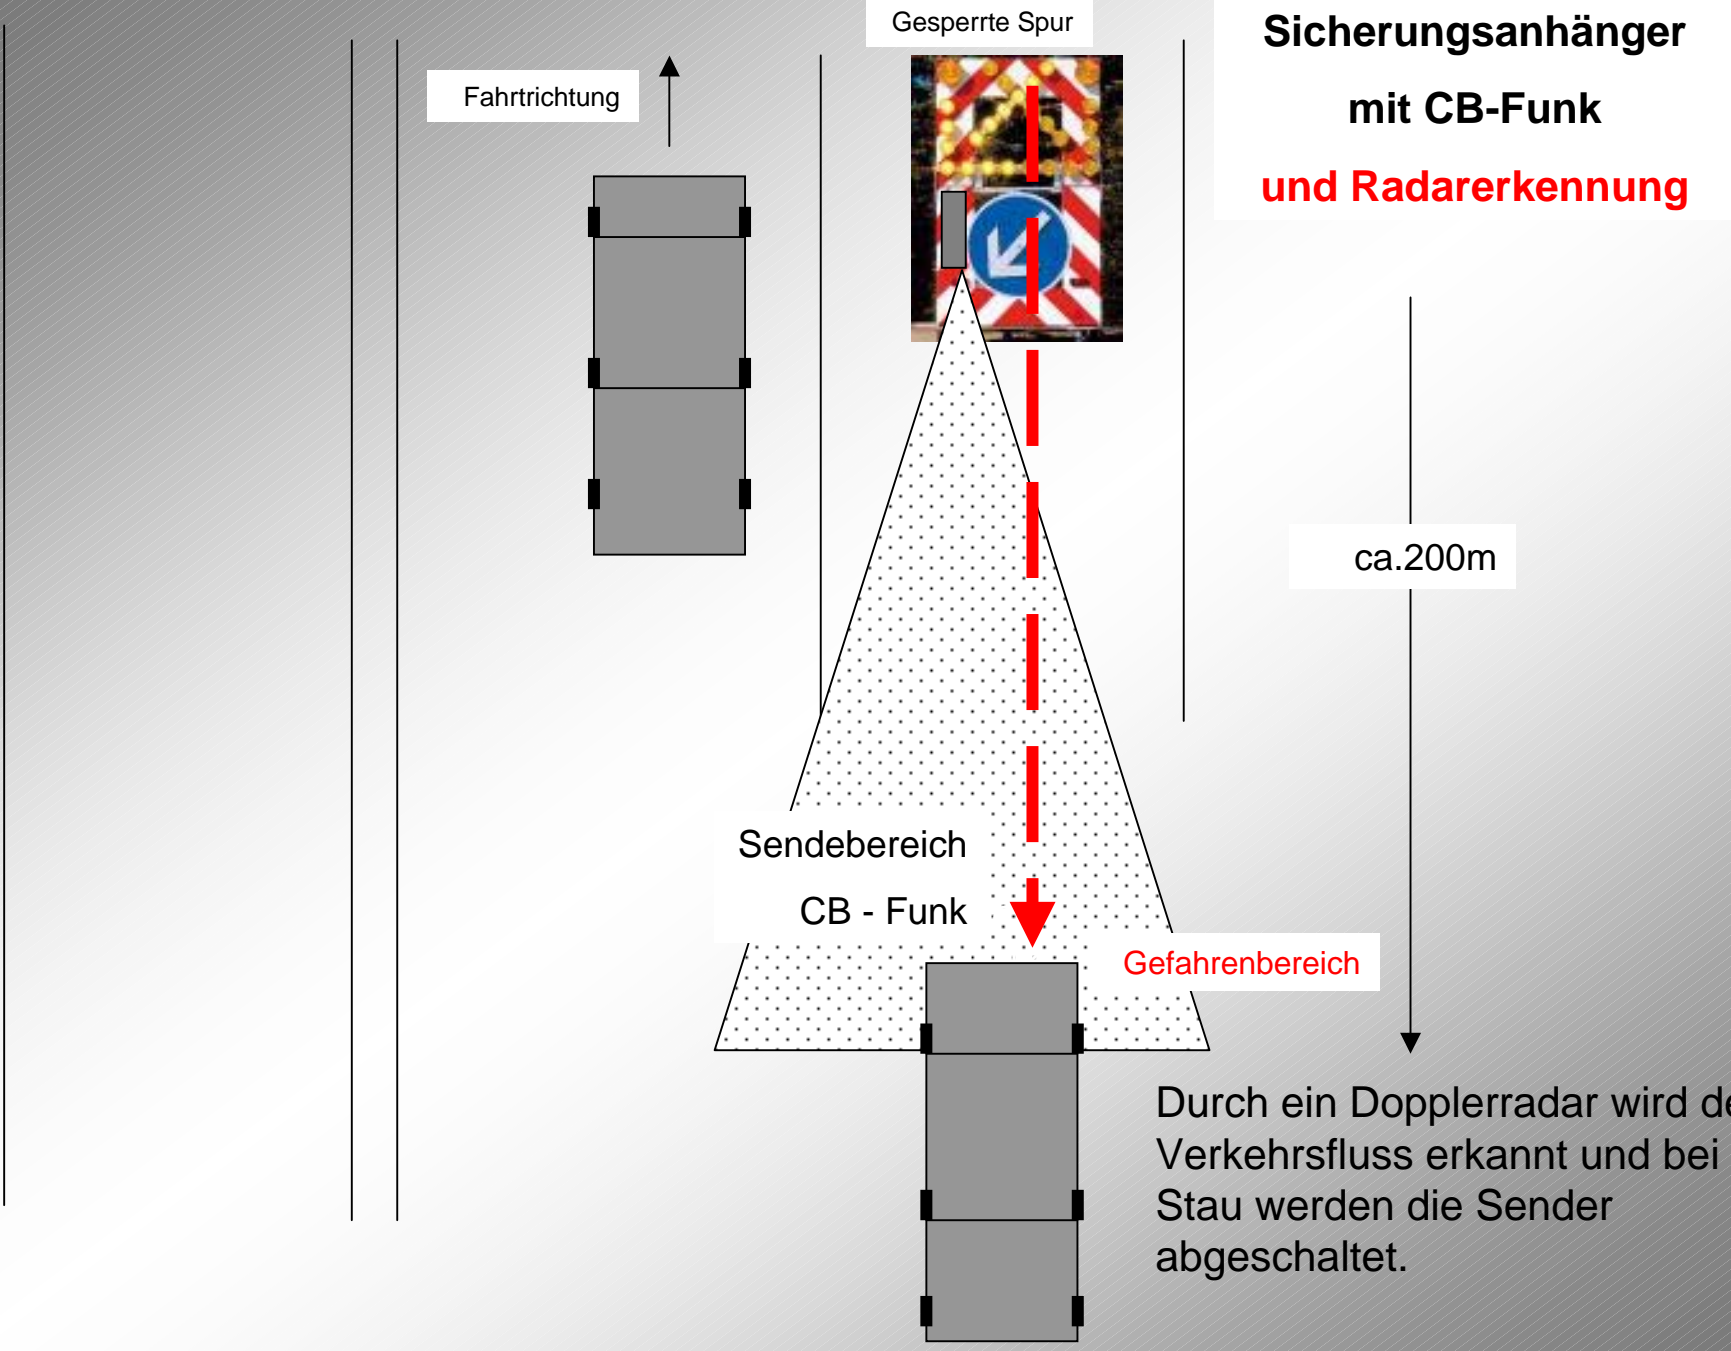 Gesperrte Spur
Sicherungsanhänger
mit CB-Funk
und Radarerkennung
Fahrtrichtung
ca.200m
Sendebereich
CB - Funk
Gefahrenbereich
Durch ein Dopplerradar wird
Verkehrsfluss erkannt und bei
Stau werden die Sender
abgeschaltet.